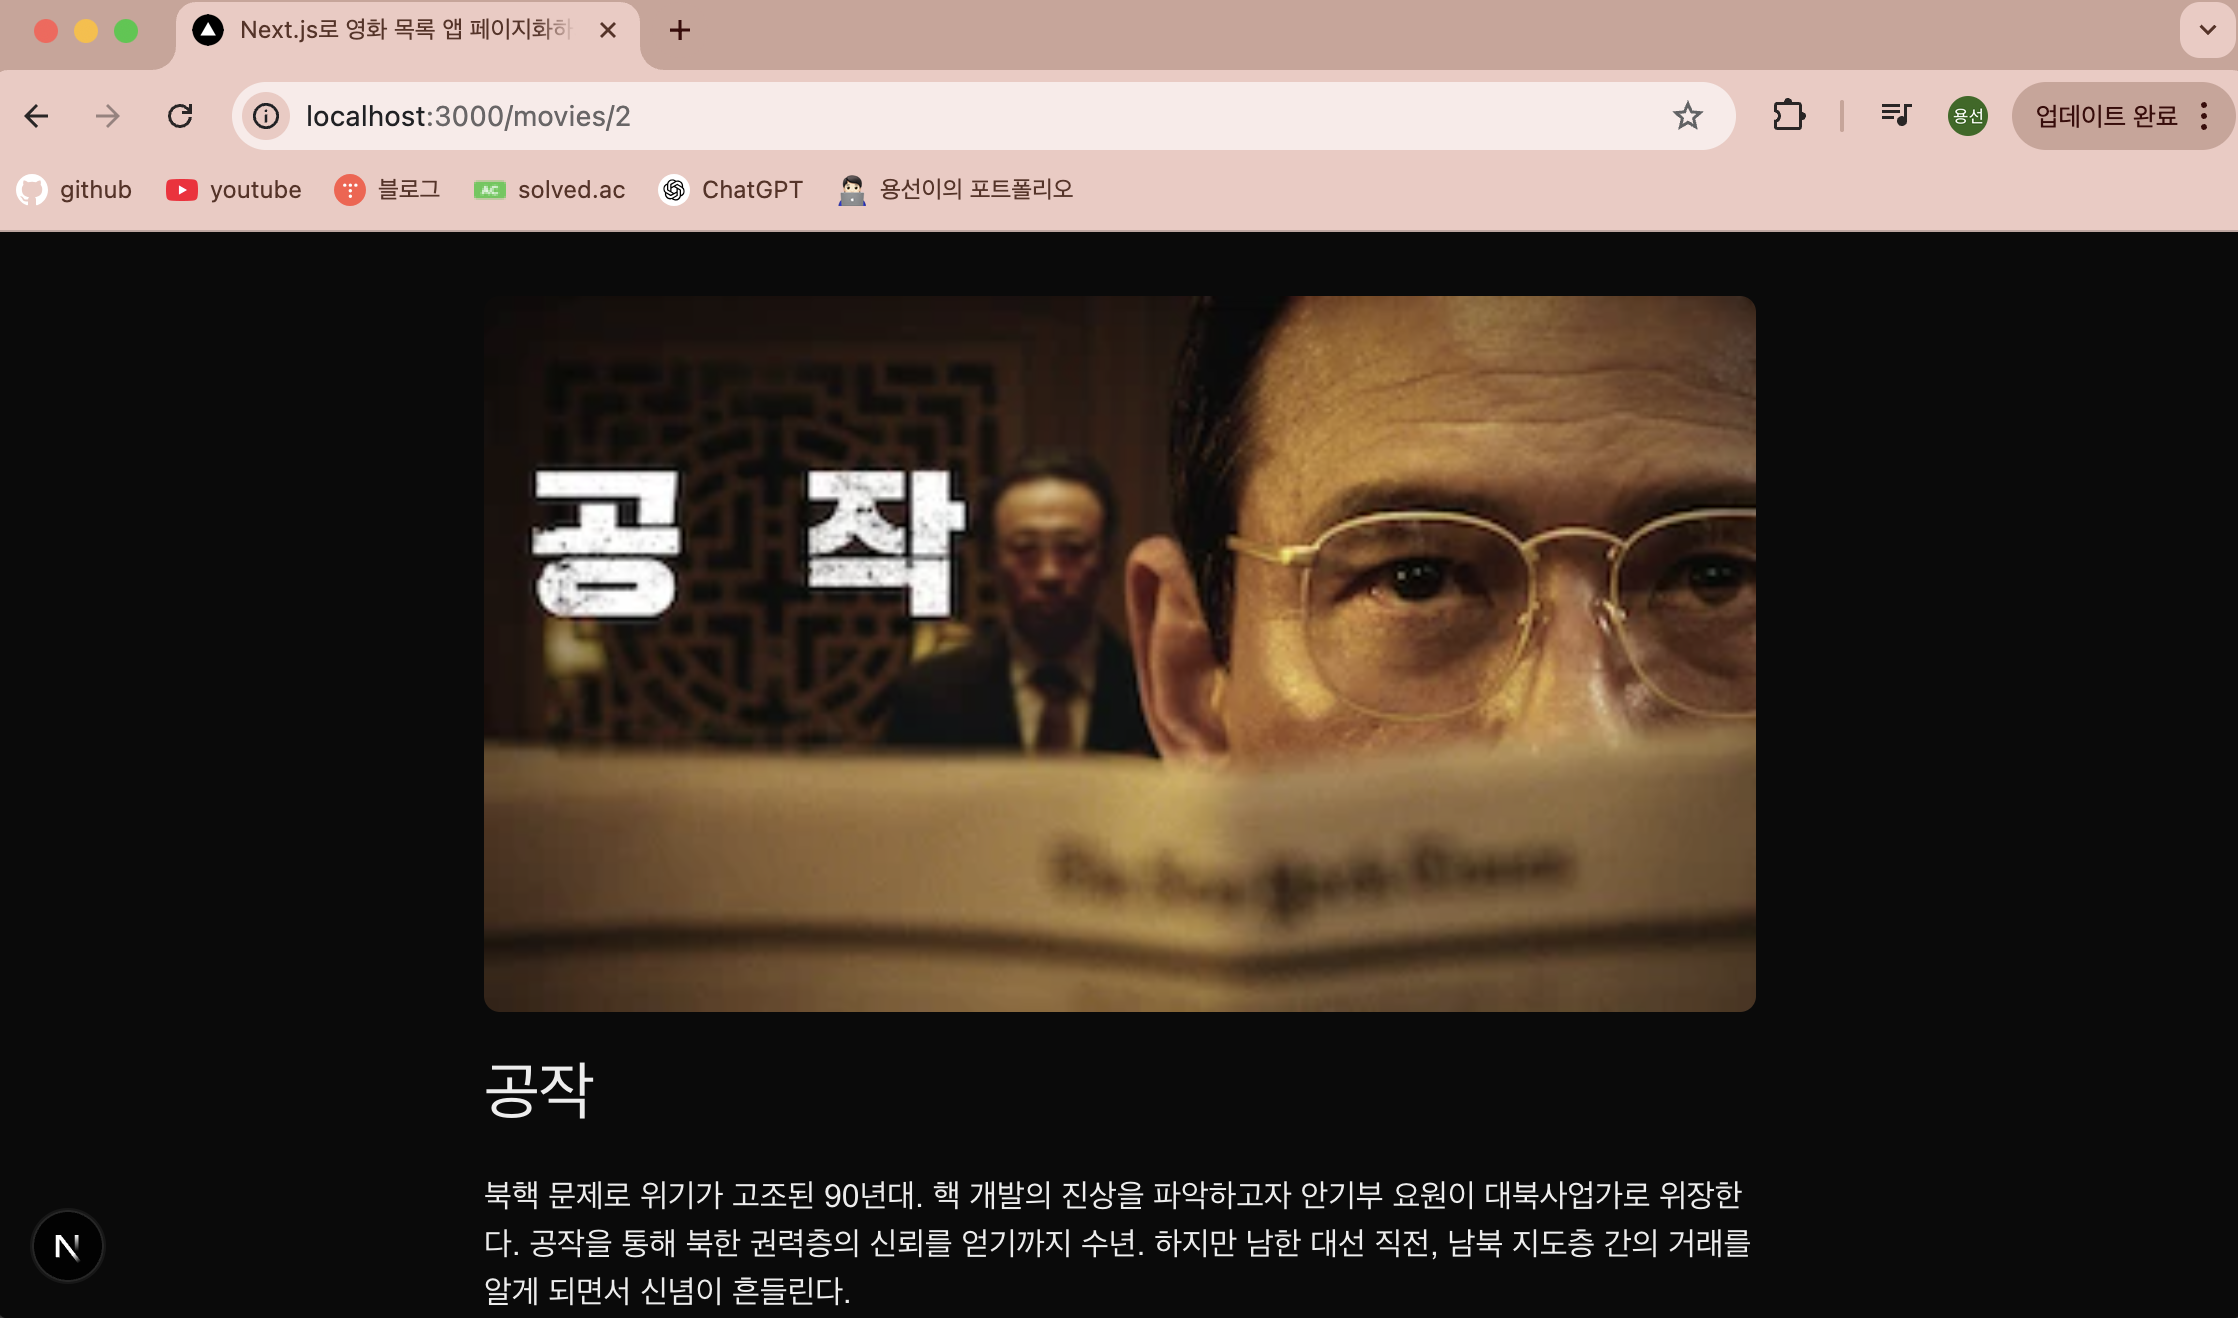 Next.js로 영화 목록 앱 페이지화하
localhost:3000/movies/2
용선
업데이트 완료
github
youtube
블로그
AC
solved.ac
ChatGPT
용선이의 포트폴리오
공 작
공작
북핵 문제로 위기가 고조된 90년대. 핵 개발의 진상을 파악하고자 안기부 요원이 대북사업가로 위장한
다. 공작을 통해 북한 권력층의 신뢰를 얻기까지 수년. 하지만 남한 대선 직전, 남북 지도층 간의 거래를
알게 되면서 신념이 흔들린다.
N